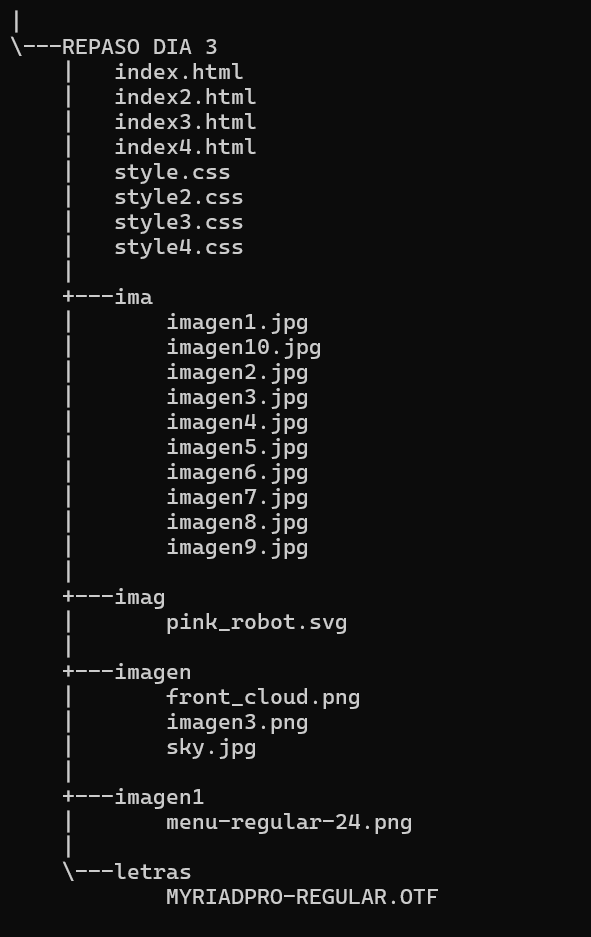 |
\---REPASO DIA 3
    |   index.html
    |   index2.html
    |   index3.html
    |   index4.html
    |   style.css
    |   style2.css
    |   style3.css
    |   style4.css
    |
    +---ima
    |       imagen1.jpg
    |       imagen10.jpg
    |       imagen2.jpg
    |       imagen3.jpg
    |       imagen4.jpg
    |       imagen5.jpg
    |       imagen6.jpg
    |       imagen7.jpg
    |       imagen8.jpg
    |       imagen9.jpg
    |
    +---imag
    |       pink_robot.svg
    |
    +---imagen
    |       front_cloud.png
    |       imagen3.png
    |       sky.jpg
    |
    +---imagen1
    |       menu-regular-24.png
    |
    \---letras
            MYRIADPRO-REGULAR.OTF